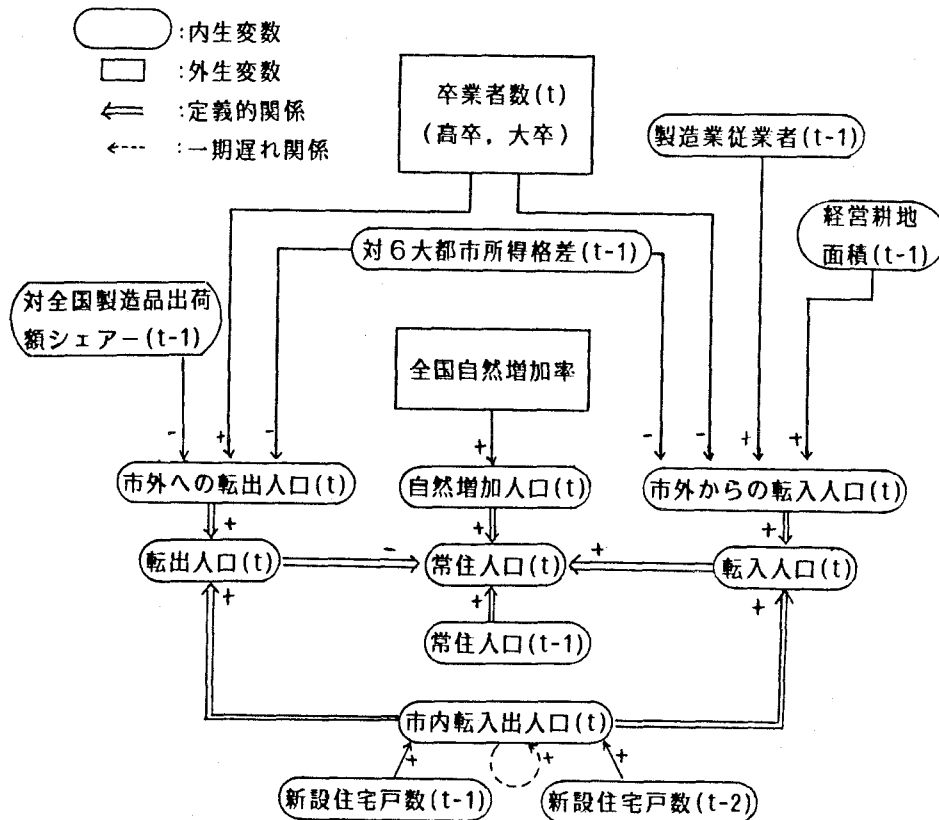 :内生変数
:外生変数
:定義的関係
:一期遅れ関係
卒業者数(t)
(高卒，大卒)
製造業従業者(t-1)
経営耕地
面積(t-1)
対6大都市所得格差(t-1)
対全国製造品出荷
額シェアー(t-1)
全国自然増加率
- + - + - - + +
市外への転出人口(t)
自然増加人口(t)
市外からの転入人口(t)
+ + +
転出人口(t)
-
常住人口(t)
+
転入人口(t)
+ + +
常住人口(t-1)
市内転入出人口(t)
+ + +
新設住宅戸数(t-1)
新設住宅戸数(t-2)